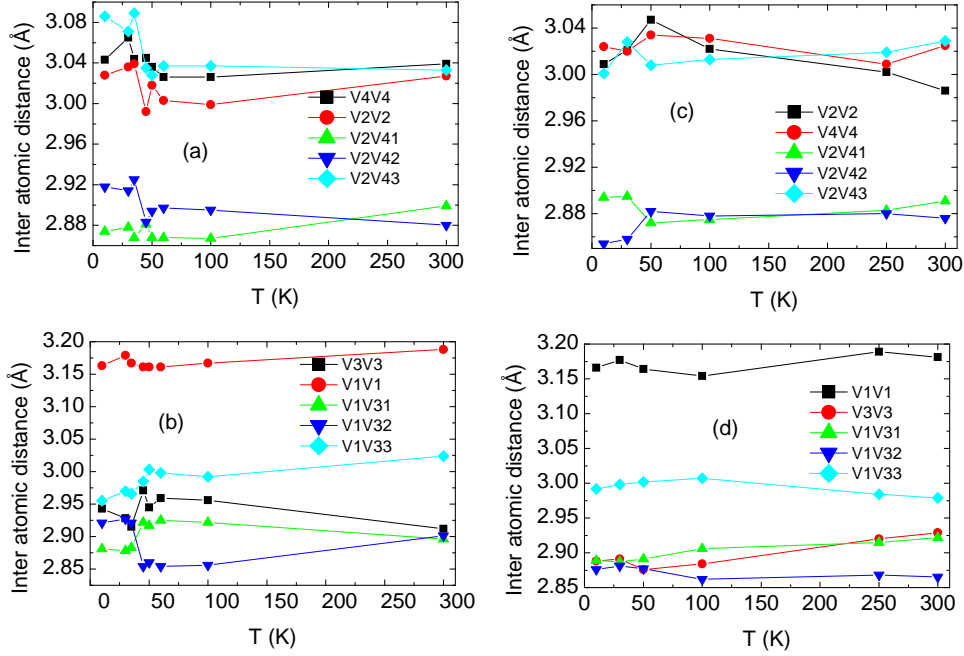 Inter atomic distance (Å)
3.08
3.04
3.00
2.96
2.92
2.88
V4V4
V2V2
V2V41
V2V42
V2V43
(a)
0 50 100 150 200 250 300
T (K)
Inter atomic distance (Å)
3.04
3.00
2.96
2.92
2.88
V2V2
V4V4
V2V41
V2V42
V2V43
(c)
0 50 100 150 200 250 300
T (K)
Inter atomic distance (Å)
3.20
3.15
3.10
3.05
3.00
2.95
2.90
2.85
V3V3
V1V1
V1V31
V1V32
V1V33
(b)
0 50 100 150 200 250 300
T (K)
Inter atomic distance (Å)
3.20
3.15
3.10
3.05
3.00
2.95
2.90
2.85
V1V1
V3V3
V1V31
V1V32
V1V33
(d)
0 50 100 150 200 250 300
T (K)